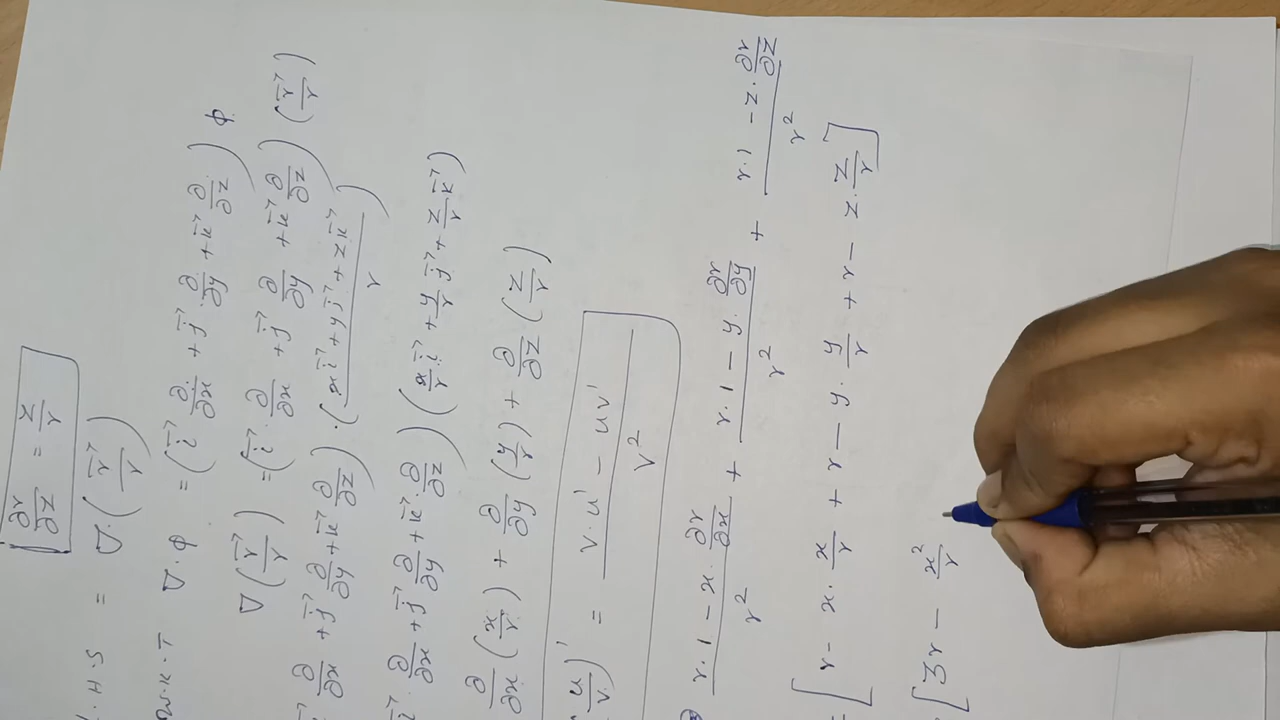 ∂r/∂z = z/r
.H.S = ∇·(r⃗/r)
W.K.T ∇·φ = (i⃗ ∂/∂x + j⃗ ∂/∂y + k⃗ ∂/∂z) φ
∇(r⃗/r) = (i⃗ ∂/∂x + j⃗ ∂/∂y + k⃗ ∂/∂z) (r⃗/r)
∂/∂x + j⃗ ∂/∂y + k⃗ ∂/∂z) · (xi⃗ + yj⃗ + zk⃗ / r)
i⃗ · ∂/∂x + j⃗ · ∂/∂y + k⃗ · ∂/∂z) (x/r i⃗ + y/r j⃗ + z/r k⃗)
∂/∂x (x/r) + ∂/∂y (y/r) + ∂/∂z (z/r)
(u/v)' = v·u' - uv' / v²
r·1 - x·∂r/∂x / r² + r·1 - y·∂r/∂y / r² + r·1 - z·∂r/∂z / r²
= [r - x·x/r + r - y·y/r + r - z·z/r]
[3r - x²/r